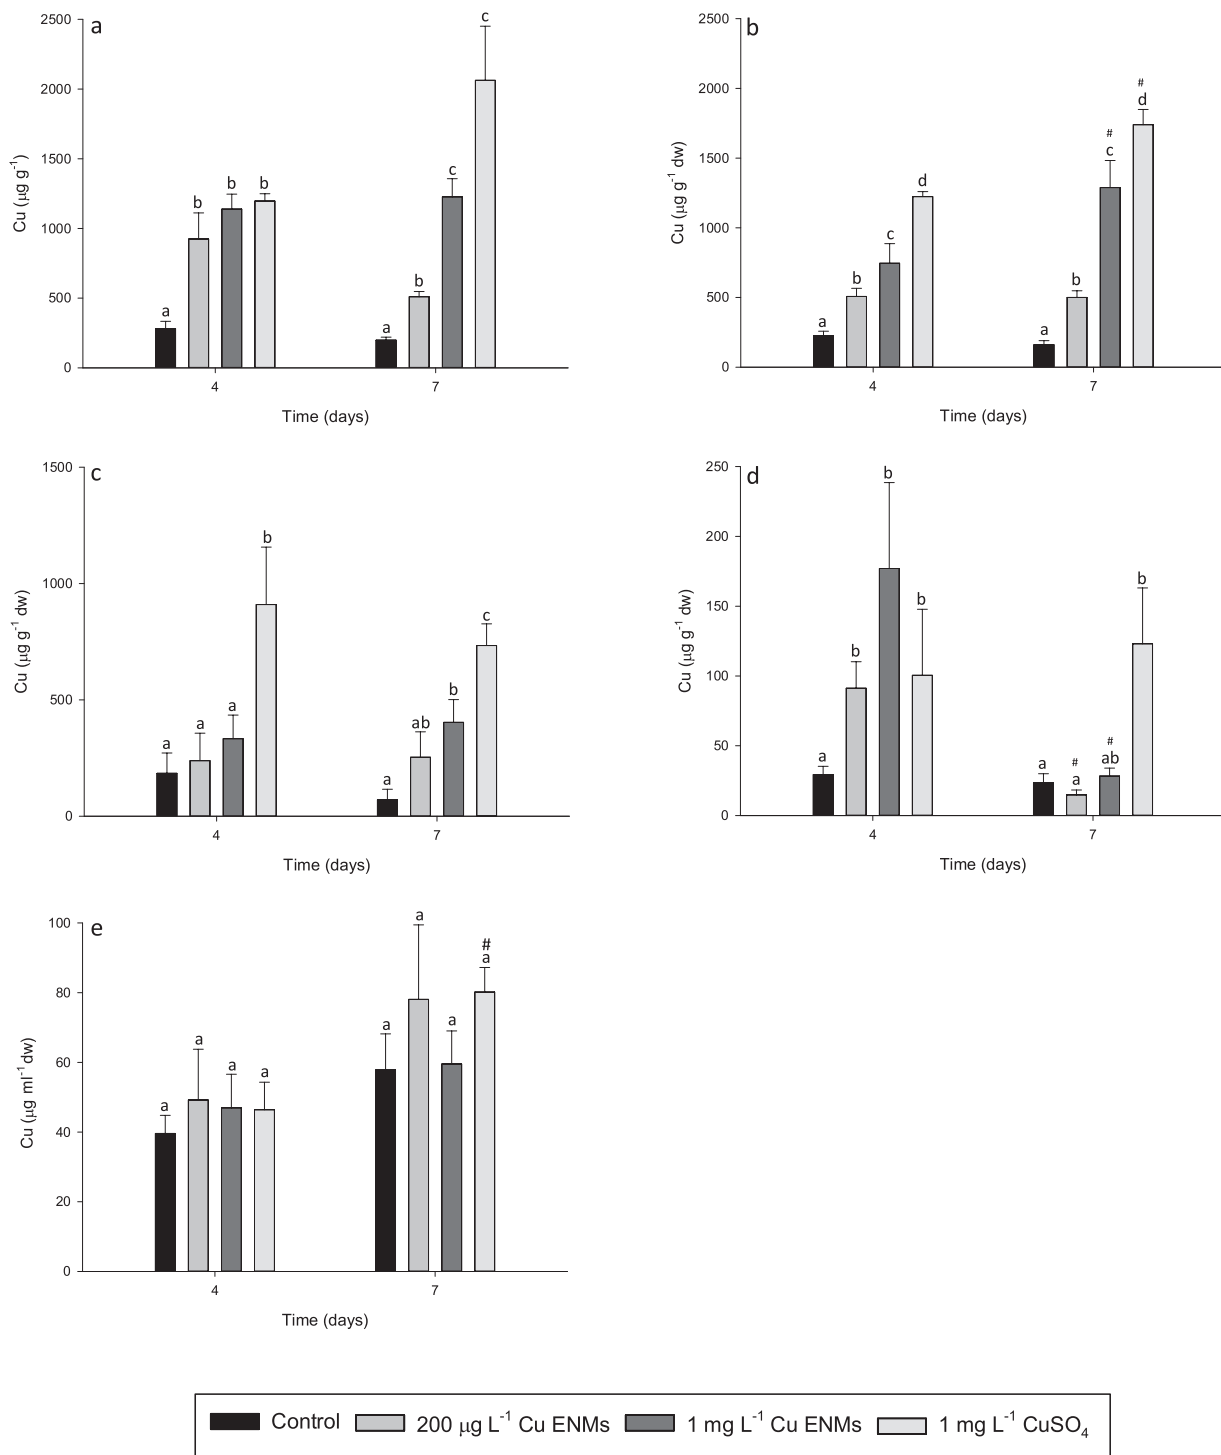 a
2500
2000
1500
1000
500
0
Cu (µg g⁻¹)
a b b b
a b c c
4 7
Time (days)
b
2500
2000
1500
1000
500
0
Cu (µg g⁻¹ dw)
a b c d
# #
a b c d
4 7
Time (days)
c
1500
1000
500
0
Cu (µg g⁻¹ dw)
a a a b
a ab b c
4 7
Time (days)
d
250
200
150
100
50
0
Cu (µg g⁻¹ dw)
a b b b
# #
a a ab b
4 7
Time (days)
e
100
80
60
40
20
0
Cu (µg ml⁻¹dw)
a a a a
#
a a a a
4 7
Time (days)
Control 200 µg L⁻¹ Cu ENMs 1 mg L⁻¹ Cu ENMs 1 mg L⁻¹ CuSO₄